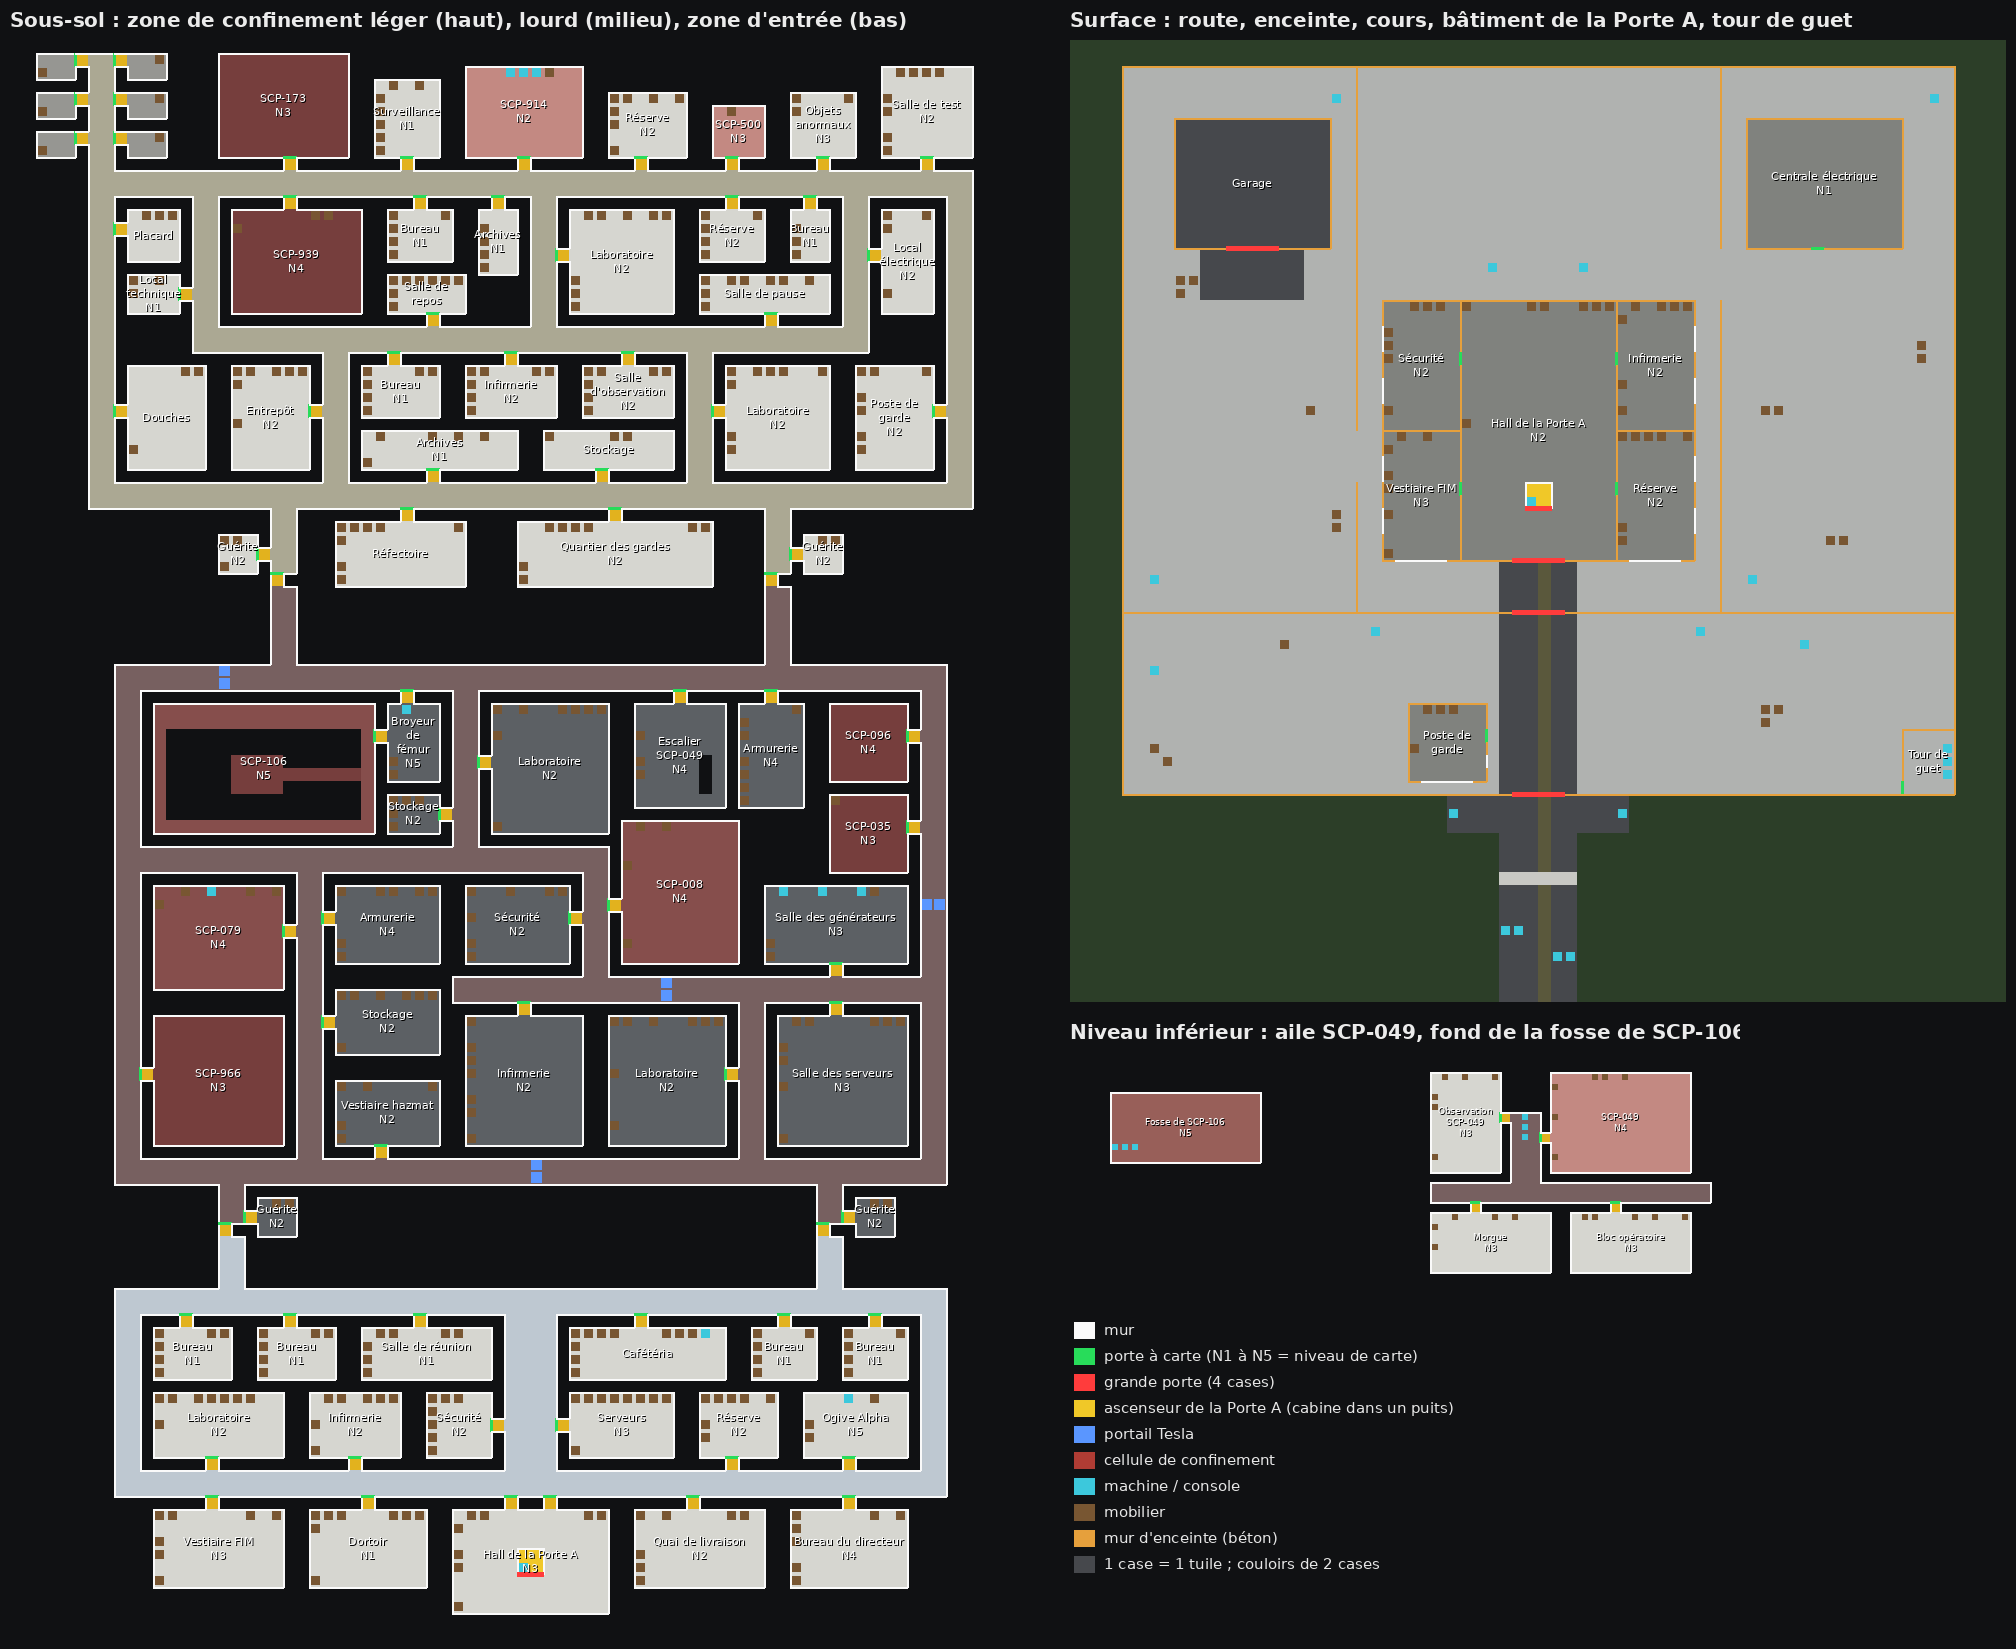 Sous-sol : zone de confinement léger (haut), lourd (milieu), zone d'entrée (bas)
SCP-173
N3
Surveillance
N1
SCP-914
N2
Réserve
N2
SCP-500
N3
Objets
anormaux
N3
Salle de test
N2
Placard
Local
technique
N1
SCP-939
N4
Bureau
N1
Archives
N1
Salle de
repos
Laboratoire
N2
Réserve
N2
Bureau
N1
Salle de pause
Local
électrique
N2
Douches
Entrepôt
N2
Bureau
N1
Infirmerie
N2
Salle
d'observation
N2
Archives
N1
Stockage
Laboratoire
N2
Poste de
garde
N2
Guérite
N2
Réfectoire
Quartier des gardes
N2
Guérite
N2
SCP-106
N5
Broyeur
de
fémur
N5
Stockage
N2
Laboratoire
N2
Escalier
SCP-049
N4
Armurerie
N4
SCP-096
N4
SCP-035
N3
SCP-008
N4
SCP-079
N4
Armurerie
N4
Sécurité
N2
Salle des générateurs
N3
Stockage
N2
SCP-966
N3
Vestiaire hazmat
N2
Infirmerie
N2
Laboratoire
N2
Salle des serveurs
N3
Guérite
N2
Guérite
N2
Bureau
N1
Bureau
N1
Salle de réunion
N1
Cafétéria
Bureau
N1
Bureau
N1
Laboratoire
N2
Infirmerie
N2
Sécurité
N2
Serveurs
N3
Réserve
N2
Ogive Alpha
N5
Vestiaire FIM
N3
Dortoir
N1
Hall de la Porte A
N3
Quai de livraison
N2
Bureau du directeur
N4
Surface : route, enceinte, cours, bâtiment de la Porte A, tour de guet
Garage
Centrale électrique
N1
Sécurité
N2
Infirmerie
N2
Hall de la Porte A
N2
Vestiaire FIM
N3
Réserve
N2
Poste de
garde
Tour de
guet
Niveau inférieur : aile SCP-049, fond de la fosse de SCP-106
Fosse de SCP-106
N5
Observation
SCP-049
N3
SCP-049
N4
Morgue
N3
Bloc opératoire
N3
mur
porte à carte (N1 à N5 = niveau de carte)
grande porte (4 cases)
ascenseur de la Porte A (cabine dans un puits)
portail Tesla
cellule de confinement
machine / console
mobilier
mur d'enceinte (béton)
1 case = 1 tuile ; couloirs de 2 cases